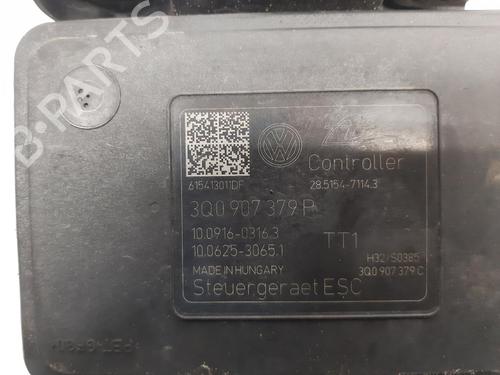 B-PARTS
VW
Controller
615413011DF
28.5154-7114.3
3Q0 907 379 P
10.0916-0316.3
10.0625-3065.1
TT1
MADE IN HUNGARY
H32/S0385
3Q0 907 379 C
Steuergeraet ESC